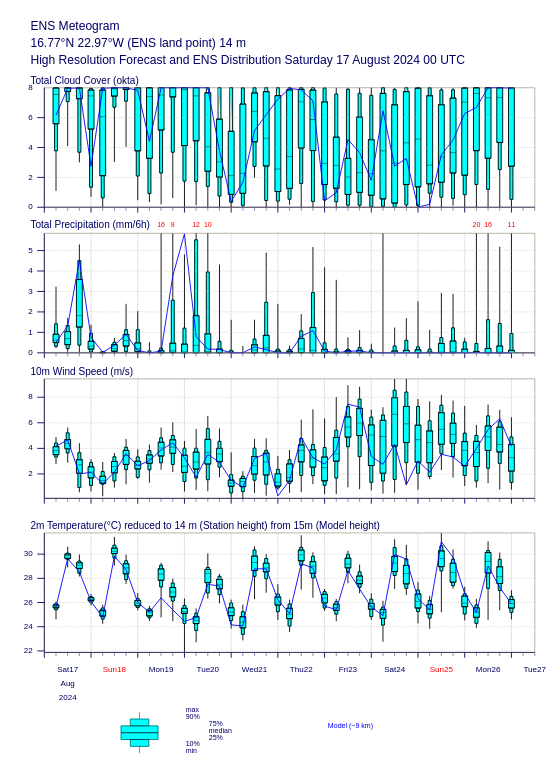 ENS Meteogram
16.77°N 22.97°W (ENS land point) 14 m
High Resolution Forecast and ENS Distribution Saturday 17 August 2024 00 UTC
Total Cloud Cover (okta)
8
6
4
2
0
Total Precipitation (mm/6h)
16 8 12 10 20 16 11
5
4
3
2
1
0
10m Wind Speed (m/s)
8
6
4
2
2m Temperature(°C) reduced to 14 m (Station height) from 15m (Model height)
30
28
26
24
22
Sat17 Sun18 Mon19 Tue20 Wed21 Thu22 Fri23 Sat24 Sun25 Mon26 Tue27
Aug
2024
max
90%
75%
median
25%
10%
min
Model (~9 km)